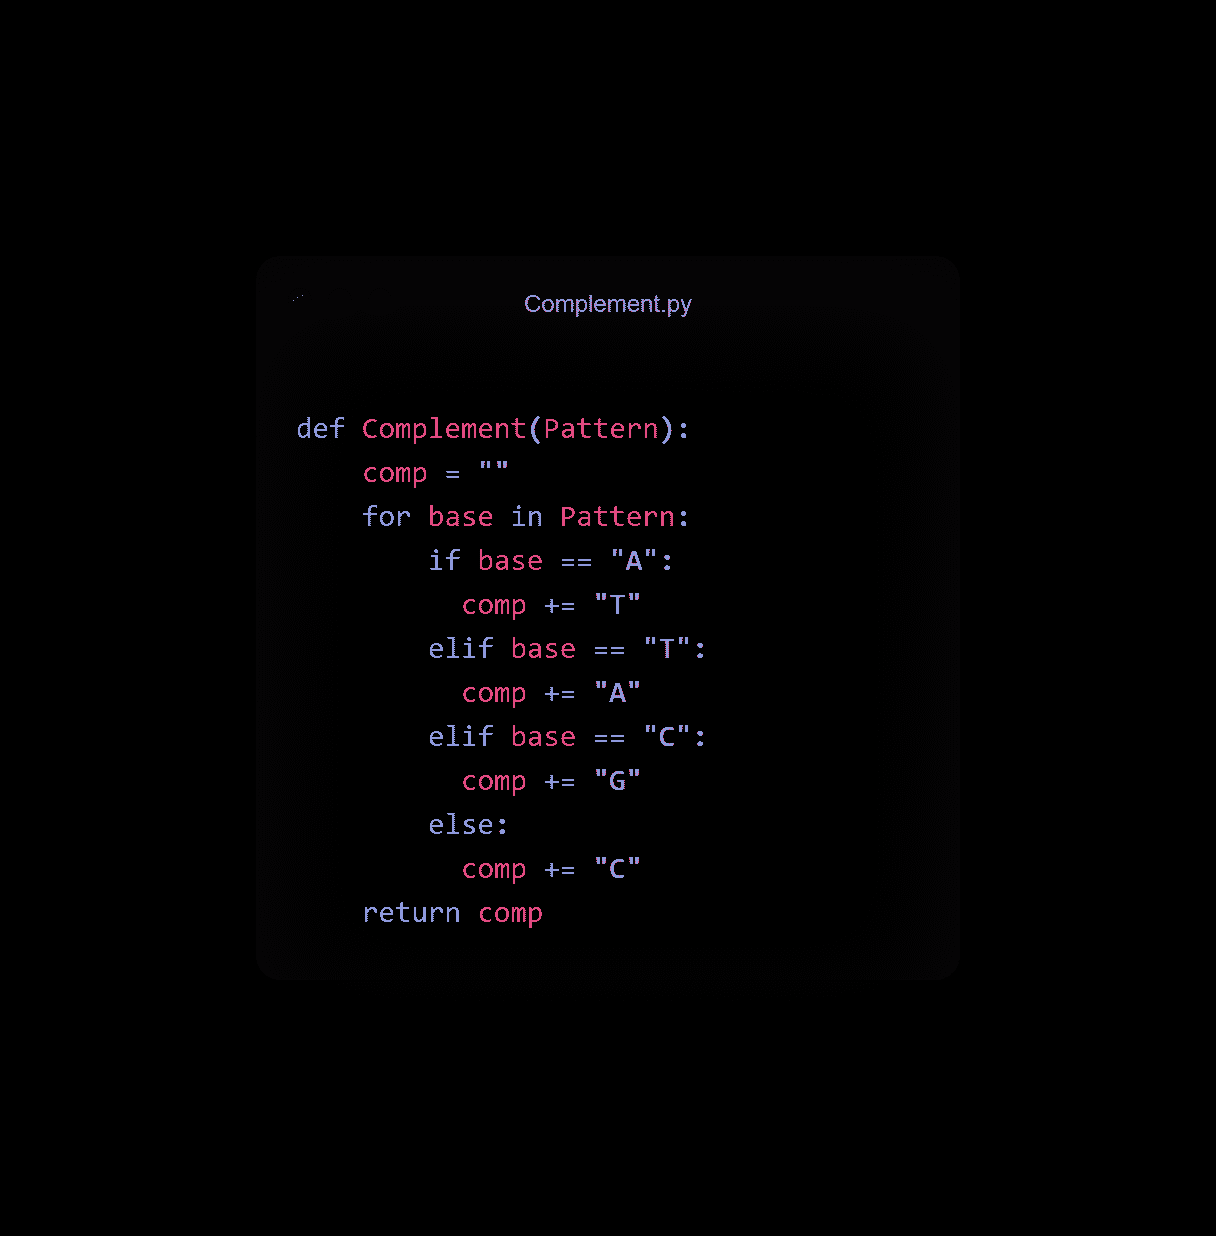 Complement.py
def Complement(Pattern):
    comp = ""
    for base in Pattern:
        if base == "A":
          comp += "T"
        elif base == "T":
          comp += "A"
        elif base == "C":
          comp += "G"
        else:
          comp += "C"
    return comp